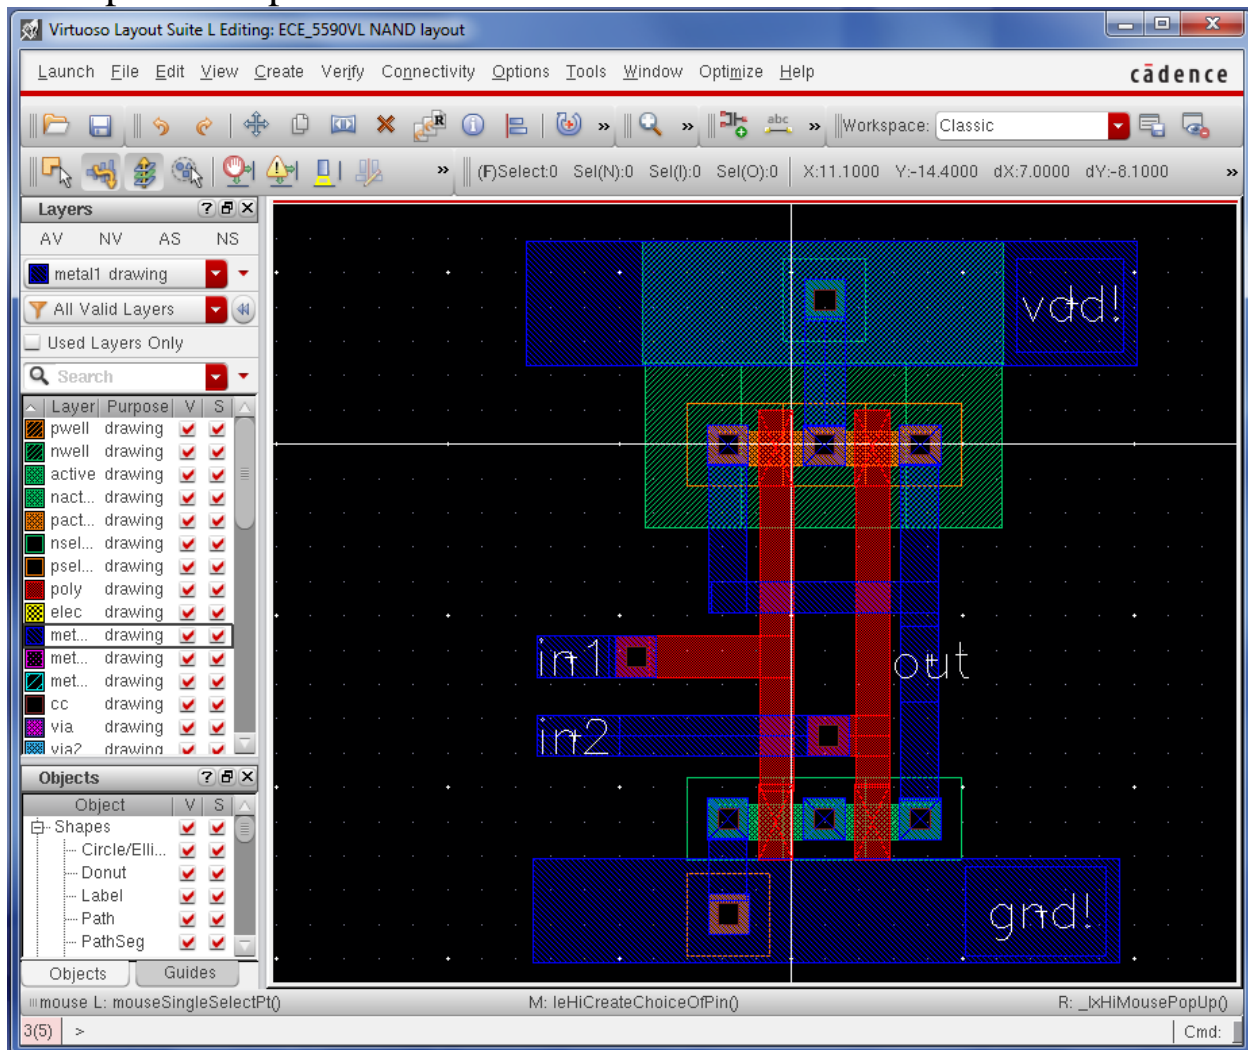 Virtuoso Layout Suite L Editing: ECE_5590VL NAND layout
Launch File Edit View Create Verify Connectivity Options Tools Window Optimize Help
cādence
R
abc
Workspace: Classic
(F)Select:0 Sel(N):0 Sel(I):0 Sel(O):0 X:11.1000 Y:-14.4000 dX:7.0000 dY:-8.1000
Layers
AV NV AS NS
metal1 drawing
All Valid Layers
Used Layers Only
Search
Layer Purpose V S
pwell drawing
nwell drawing
active drawing
nact... drawing
pact... drawing
nsel... drawing
psel... drawing
poly drawing
elec drawing
met... drawing
met... drawing
met... drawing
cc drawing
via drawing
via2 drawing
Objects
Object V S
Shapes
Circle/Elli...
Donut
Label
Path
PathSeg
Objects Guides
vdd!
in1
out
in2
gnd!
mouse L: mouseSingleSelectPt() M: leHiCreateChoiceOfPin() R: _lxHiMousePopUp()
3(5) > Cmd: